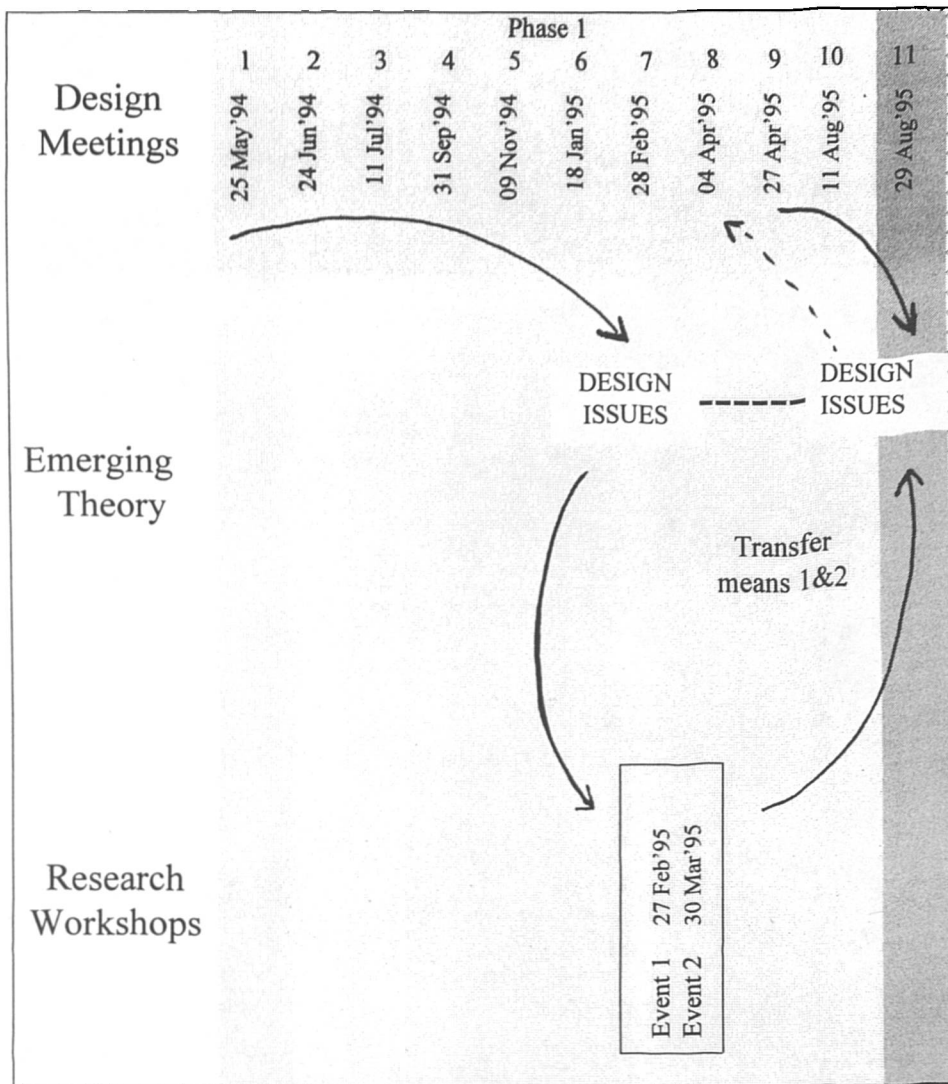 Phase 1
1 2 3 4 5 6 7 8 9 10 11
Design
Meetings
25 May'94
24 Jun'94
11 Jul'94
31 Sep'94
09 Nov'94
18 Jan'95
28 Feb'95
04 Apr'95
27 Apr'95
11 Aug'95
29 Aug'95
DESIGN
ISSUES
DESIGN
ISSUES
Emerging
Theory
Transfer
means 1&2
Research
Workshops
Event 1 27 Feb'95
Event 2 30 Mar'95